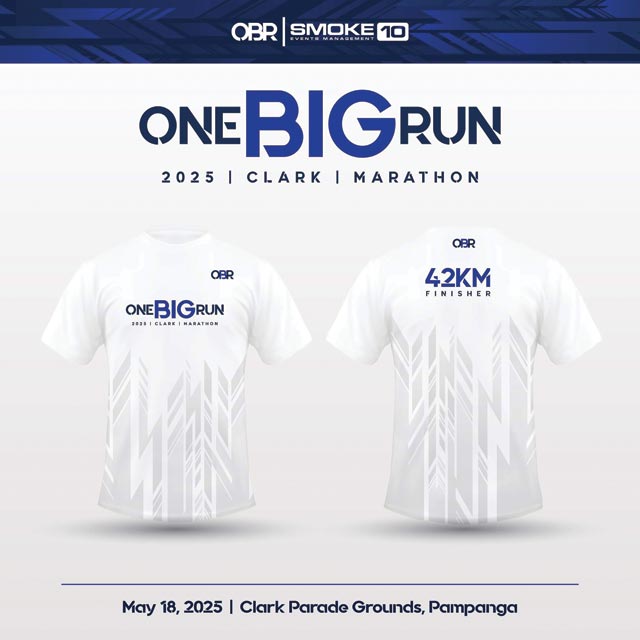 OBR | SMOKE 10
EVENTS MANAGEMENT
ONE BIG RUN
2025 | CLARK | MARATHON
OBR
ONE BIG RUN
2025 | CLARK | MARATHON
OBR
42KM
FINISHER
May 18, 2025 | Clark Parade Grounds, Pampanga